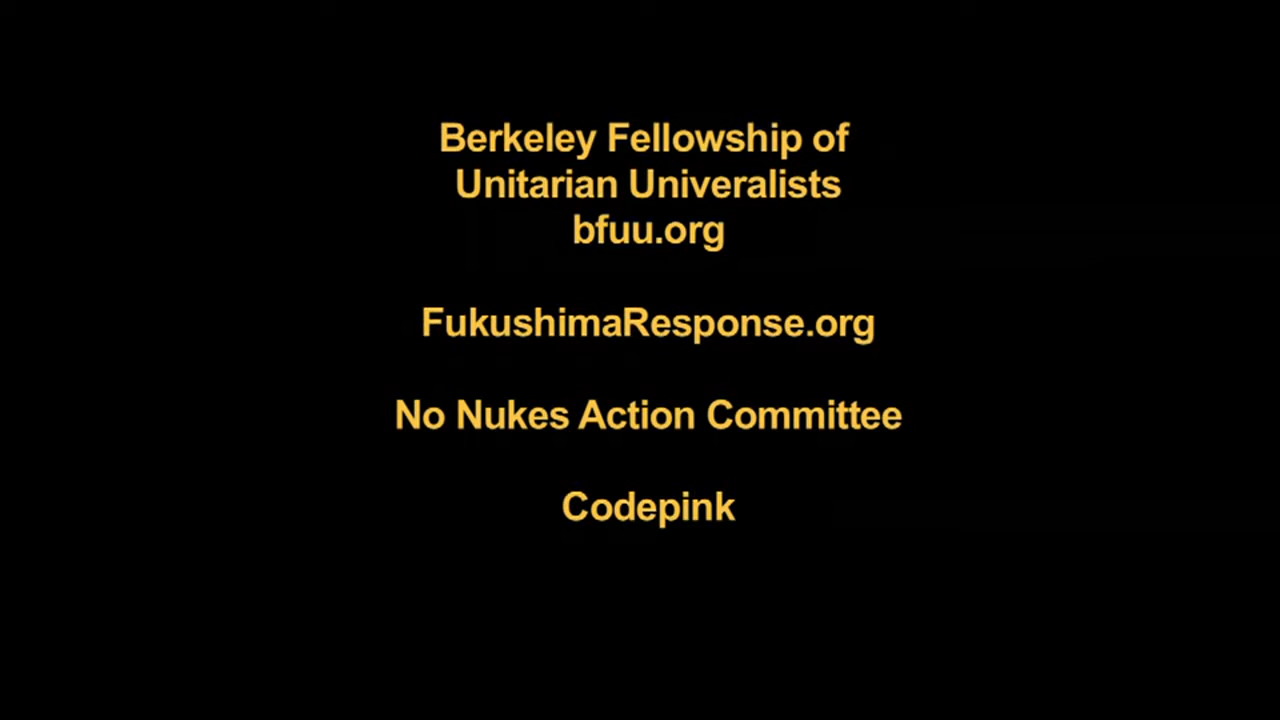 Berkeley Fellowship of
Unitarian Univeralists
bfuu.org
FukushimaResponse.org
No Nukes Action Committee
Codepink